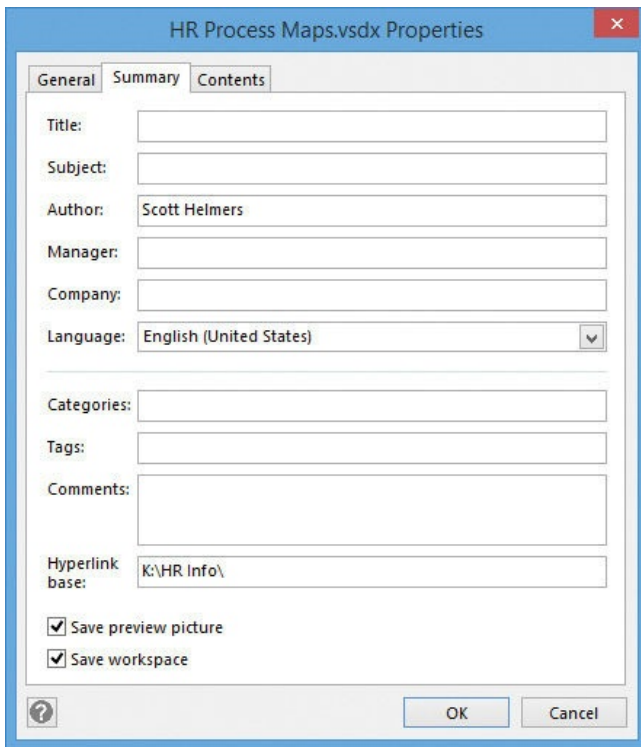 HR Process Maps.vsdx Properties
General Summary Contents
Title:
Subject:
Author: Scott Helmers
Manager:
Company:
Language: English (United States)
Categories:
Tags:
Comments:
Hyperlink
base: K:\HR Info\
Save preview picture
Save workspace
? OK Cancel